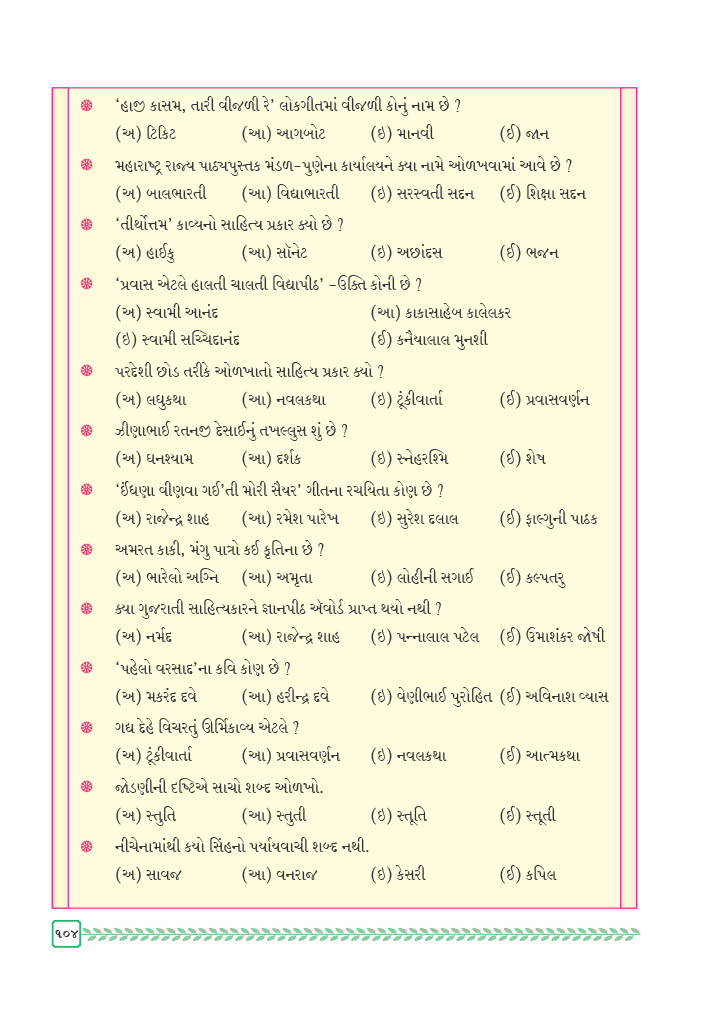 ‘હાજી કાસમ, તારી વીજળી રે’ લોકગીતમાં વીજળી કોનું નામ છે ?
(અ) ટિકિટ (આ) આગબોટ (ઇ) માનવી (ઈ) જાન
મહારાષ્ટ્ર રાજ્ય પાઠ્યપુસ્તક મંડળ-પુણેના કાર્યાલયને ક્યા નામે ઓળખવામાં આવે છે ?
(અ) બાલભારતી (આ) વિદ્યાભારતી (ઇ) સરસ્વતી સદન (ઈ) શિક્ષા સદન
‘તીર્થોત્તમ’ કાવ્યનો સાહિત્ય પ્રકાર ક્યો છે ?
(અ) હાઈકુ (આ) સૉનેટ (ઇ) અછાંદસ (ઈ) ભજન
‘પ્રવાસ એટલે હાલતી ચાલતી વિદ્યાપીઠ’ -ઉક્તિ કોની છે ?
(અ) સ્વામી આનંદ (આ) કાકાસાહેબ કાલેલકર
(ઇ) સ્વામી સચ્ચિદાનંદ (ઈ) કનૈયાલાલ મુનશી
પરદેશી છોડ તરીકે ઓળખાતો સાહિત્ય પ્રકાર ક્યો ?
(અ) લઘુકથા (આ) નવલકથા (ઇ) ટૂંકીવાર્તા (ઈ) પ્રવાસવર્ણન
ઝીણાભાઈ રતનજી દેસાઈનું તખલ્લુસ શું છે ?
(અ) ઘનશ્યામ (આ) દર્શક (ઇ) સ્નેહરશ્મિ (ઈ) શેષ
‘ઈંધણા વીણવા ગઈ’તી મોરી સૈયર’ ગીતના રચયિતા કોણ છે ?
(અ) રાજેન્દ્ર શાહ (આ) રમેશ પારેખ (ઇ) સુરેશ દલાલ (ઈ) ફાલ્ગુની પાઠક
અમરત કાકી, મંગુ પાત્રો કઈ કૃતિના છે ?
(અ) ભારેલો અગ્નિ (આ) અમૃતા (ઇ) લોહીની સગાઈ (ઈ) કલ્પતરુ
ક્યા ગુજરાતી સાહિત્યકારને જ્ઞાનપીઠ ઍવોર્ડ પ્રાપ્ત થયો નથી ?
(અ) નર્મદ (આ) રાજેન્દ્ર શાહ (ઇ) પન્નાલાલ પટેલ (ઈ) ઉમાશંકર જોષી
‘પહેલો વરસાદ’ના કવિ કોણ છે ?
(અ) મકરંદ દવે (આ) હરીન્દ્ર દવે (ઇ) વેણીભાઈ પુરોહિત (ઈ) અવિનાશ વ્યાસ
ગદ્ય દેહે વિચરતું ઊર્મિકાવ્ય એટલે ?
(અ) ટૂંકીવાર્તા (આ) પ્રવાસવર્ણન (ઇ) નવલકથા (ઈ) આત્મકથા
જોડણીની દૃષ્ટિએ સાચો શબ્દ ઓળખો.
(અ) સ્તુતિ (આ) સ્તુતી (ઇ) સ્તૂતિ (ઈ) સ્તૂતી
નીચેનામાંથી કયો સિંહનો પર્યાયવાચી શબ્દ નથી.
(અ) સાવજ (આ) વનરાજ (ઇ) કેસરી (ઈ) કપિલ
૧૦૪